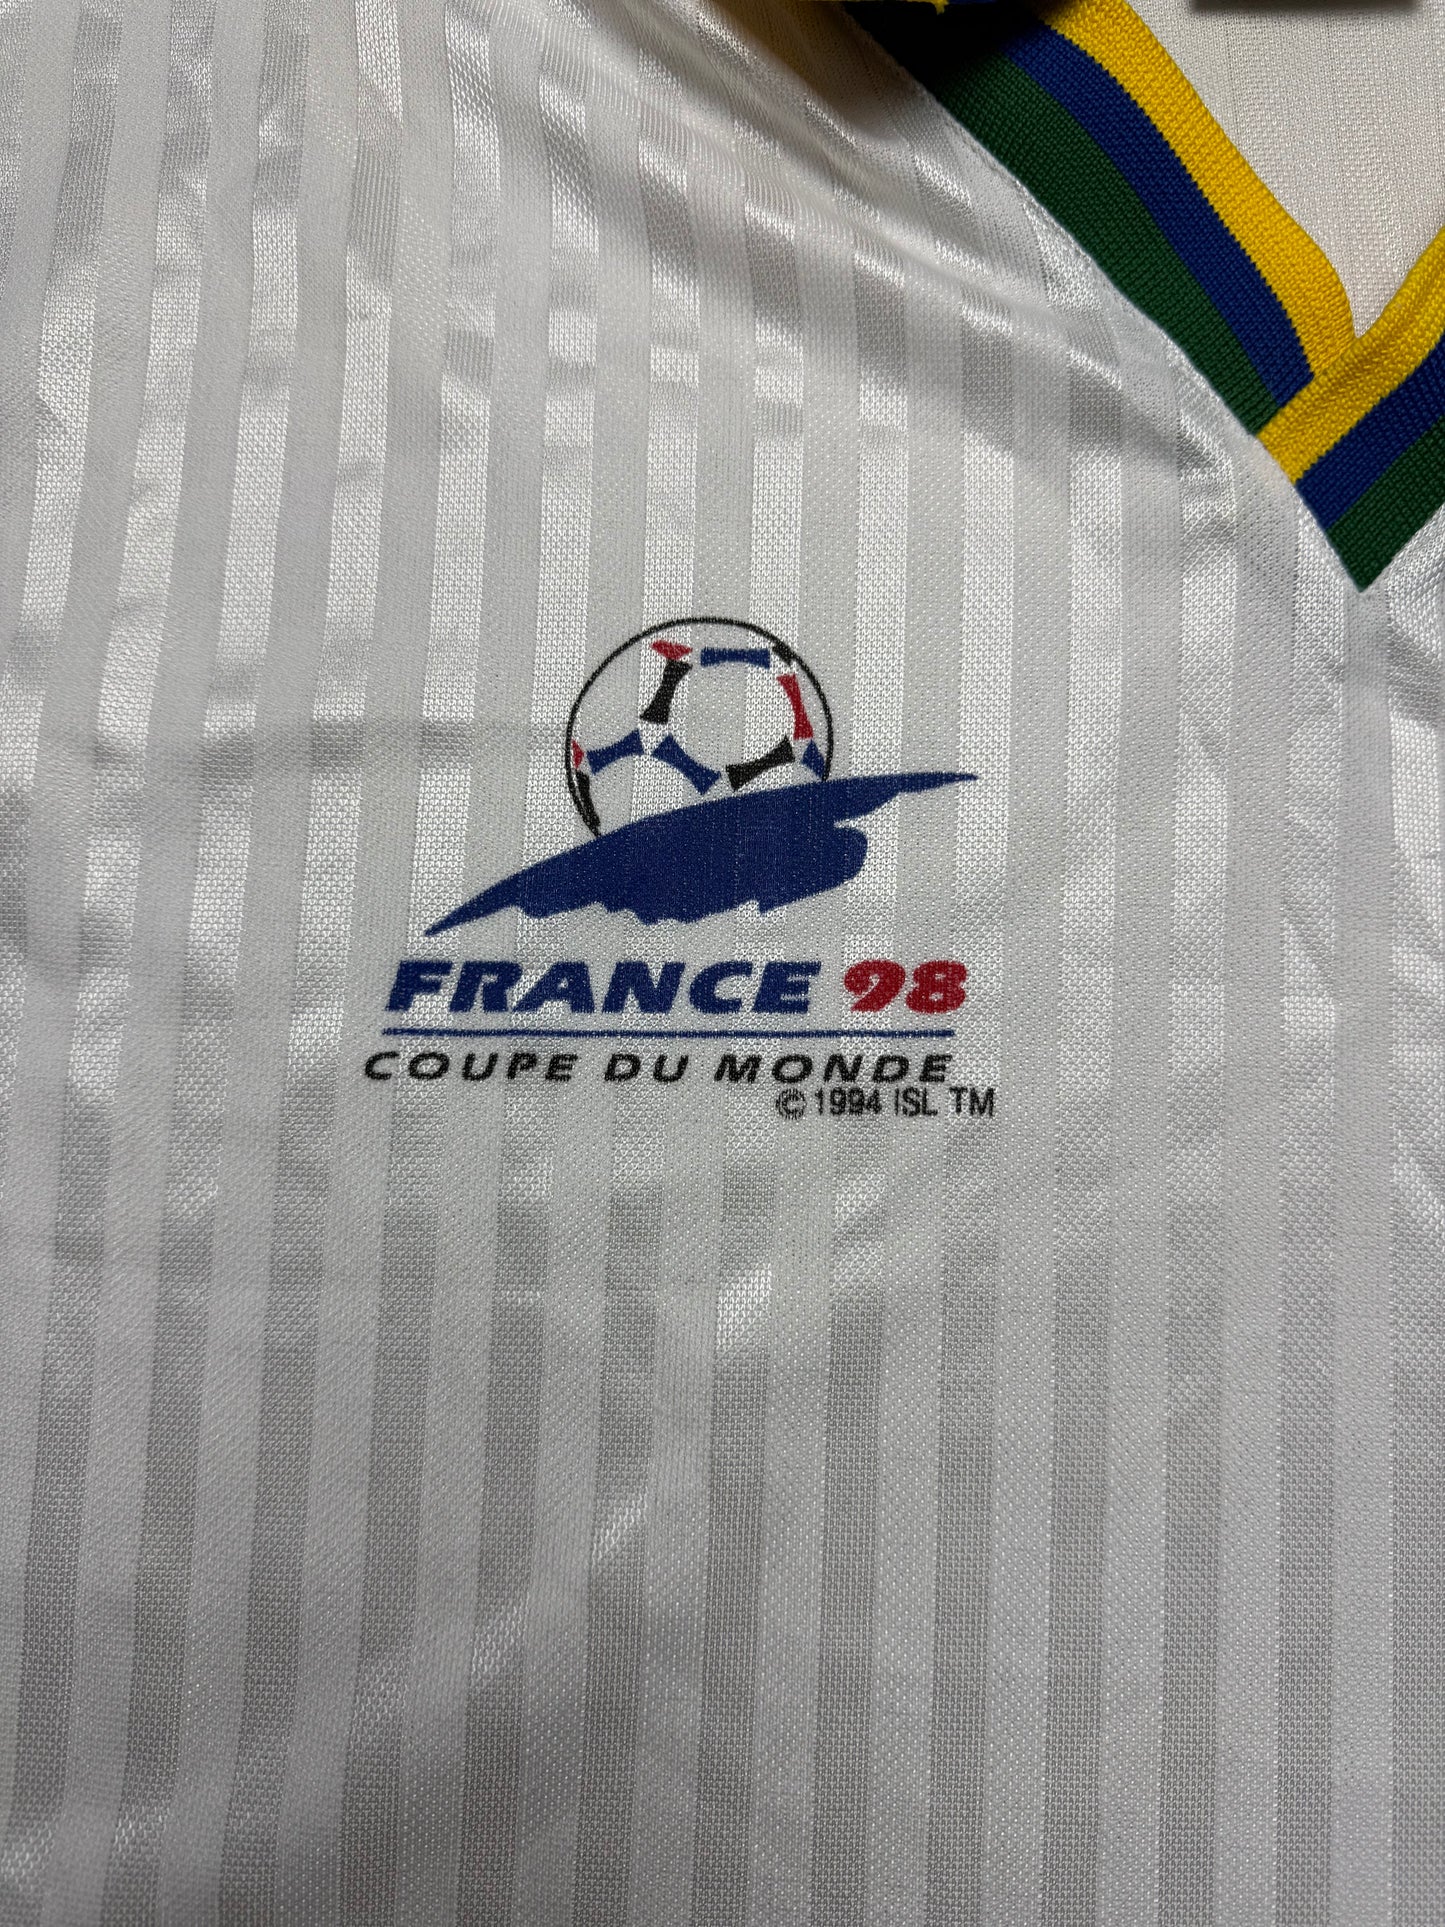 FRANCE 98
COUPE DU MONDE
© 1994 ISL TM